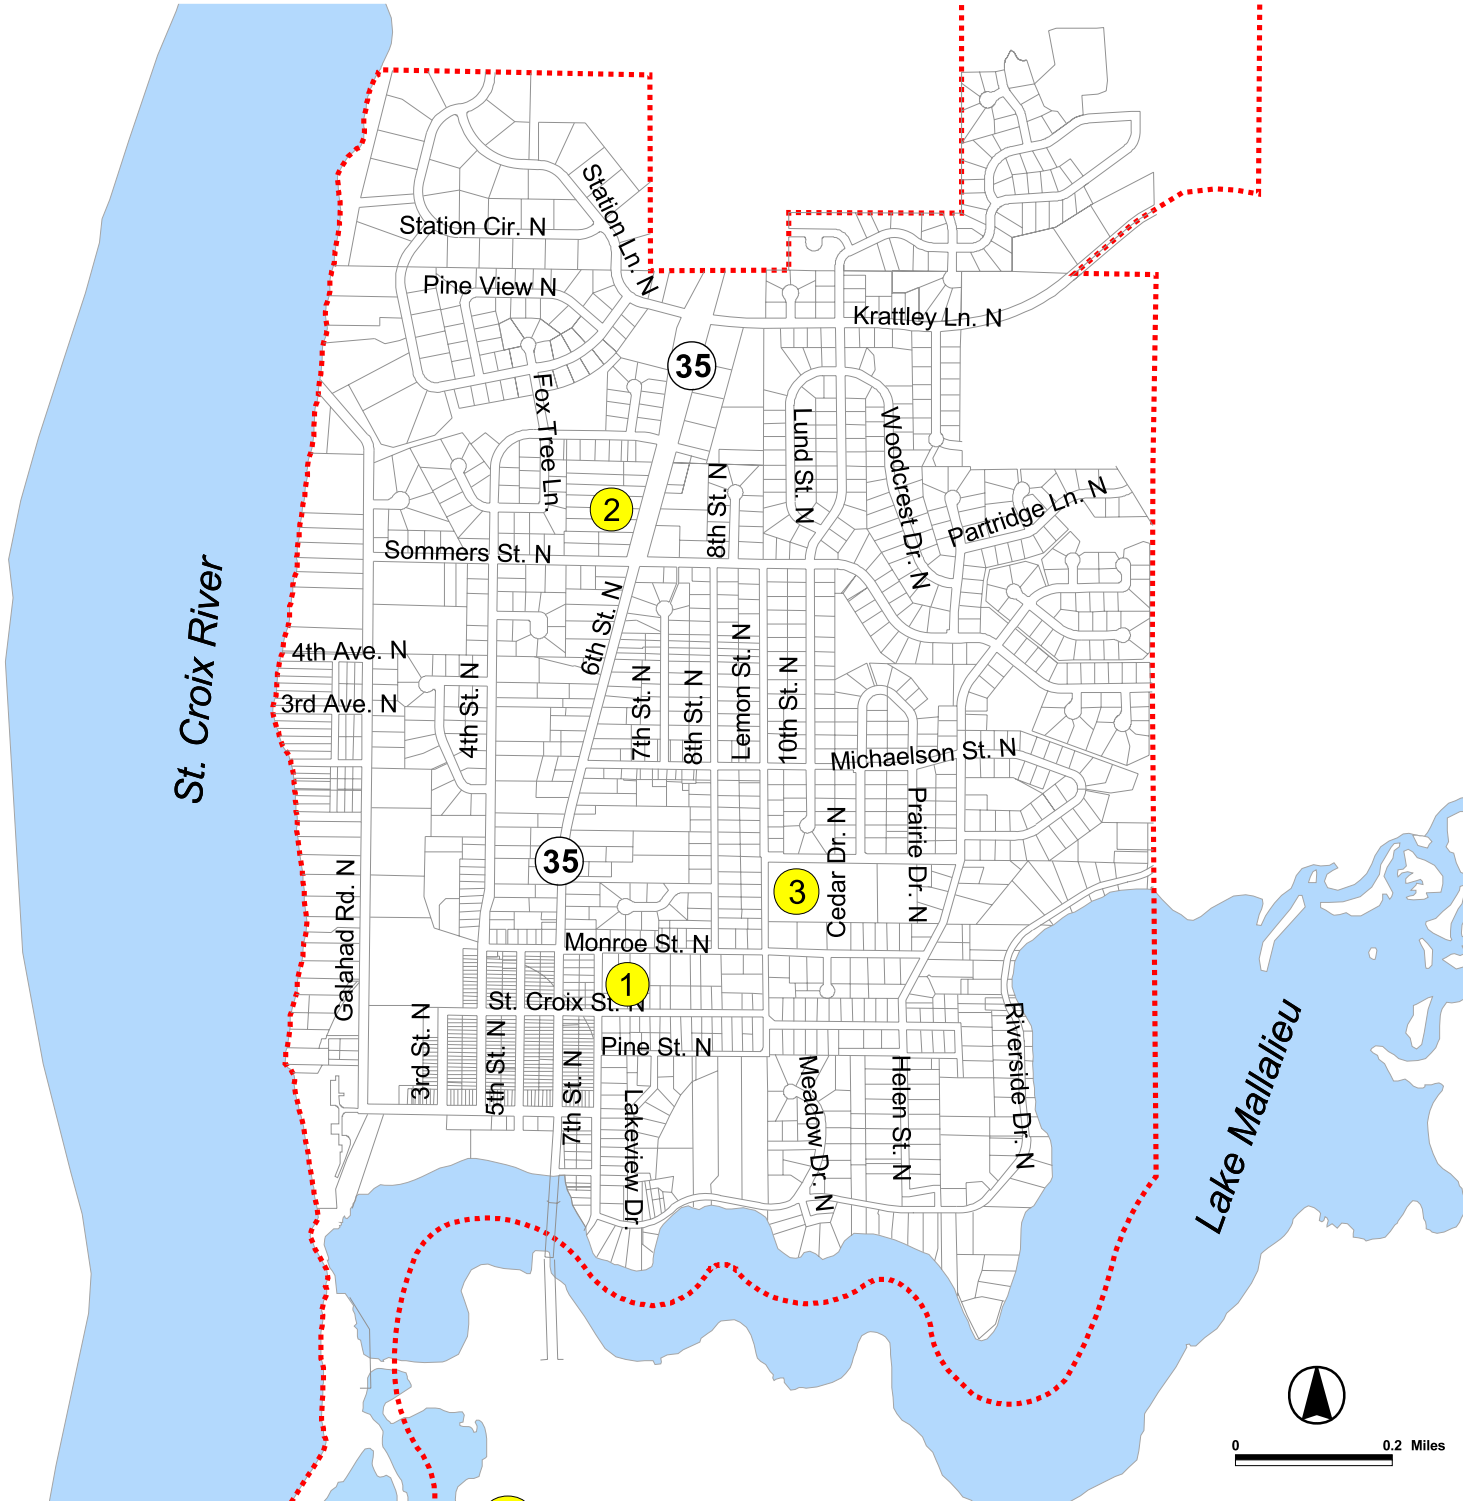 Station Ln. N
Station Cir. N
Pine View N
Krattley Ln. N
35
Fox Tree Ln.
Lund St. N
Woodcrest Dr. N
8th St. N
Partridge Ln. N
2
Sommers St. N
St. Croix River
6th St. N
4th Ave. N
3rd Ave. N
4th St. N
7th St. N
8th St. N
Lemon St. N
10th St. N
Michaelson St. N
Cedar Dr. N
Prairie Dr. N
35
3
Galahad Rd. N
Monroe St. N
1
St. Croix St. N
3rd St. N
5th St. N
7th St. N
Pine St. N
Lakeview Dr.
Meadow Dr. N
Helen St. N
Riverside Dr. N
Lake Mallalieu
0 0.2 Miles